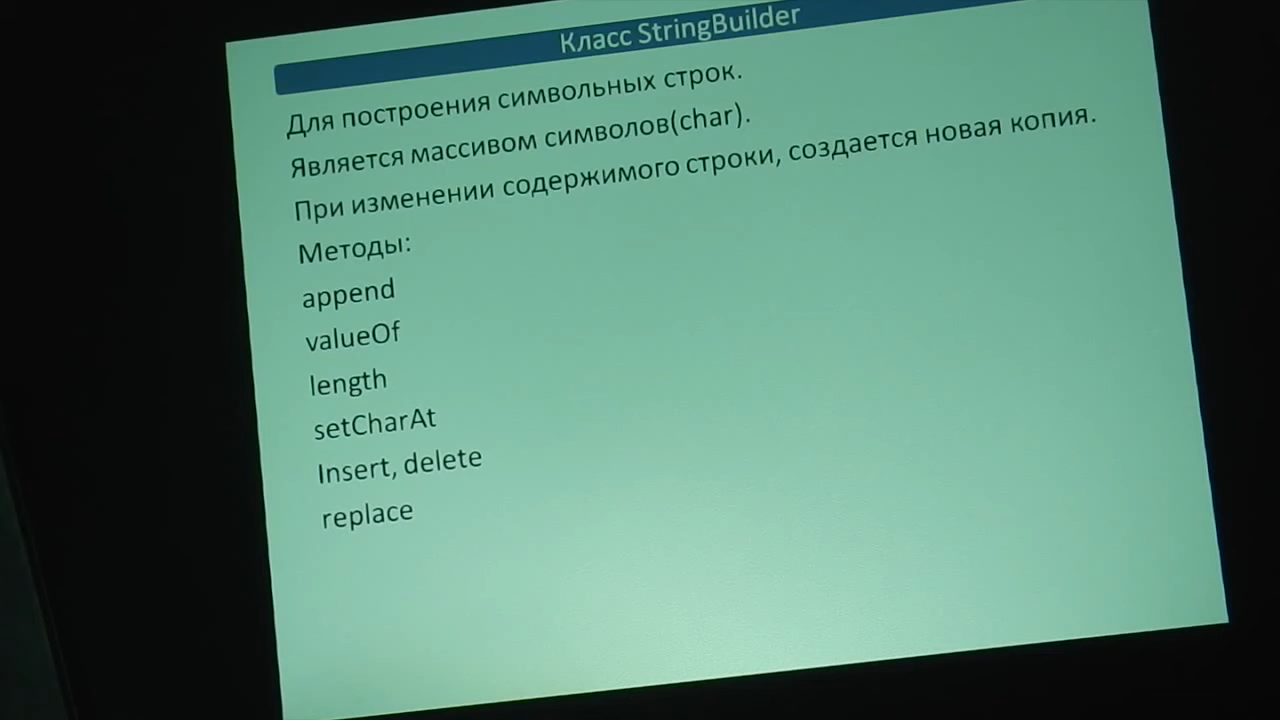 Класс StringBuilder
Для построения символьных строк.
Является массивом символов(char).
При изменении содержимого строки, создается новая копия.
Методы:
append
valueOf
length
setCharAt
Insert, delete
replace